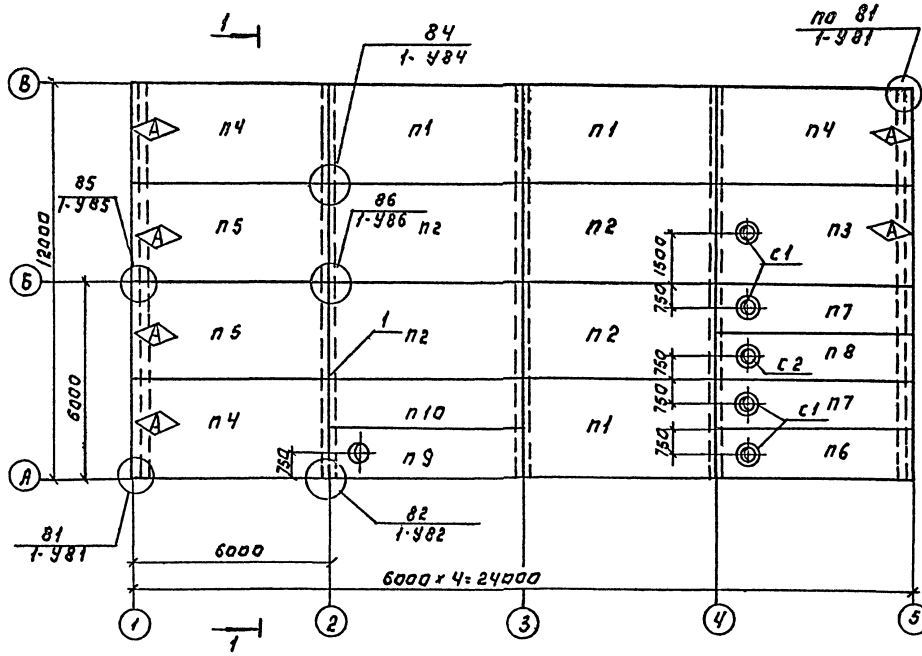 1
84
1-У84
по 81
1-У81
В
А
п4
п1
п1
п4
А
12000
85
1-У85
А
п5
86
1-У86
п2
п2
1500
с1
п3
А
Б
750
п7
6000
А
п5
1
п2
п2
750
с2
п8
750
с1
п7
А
п4
п10
п1
750
п9
750
п6
А
81
1-У81
82
1-У82
6000
6000 x 4 = 24000
1
2
3
4
5
1